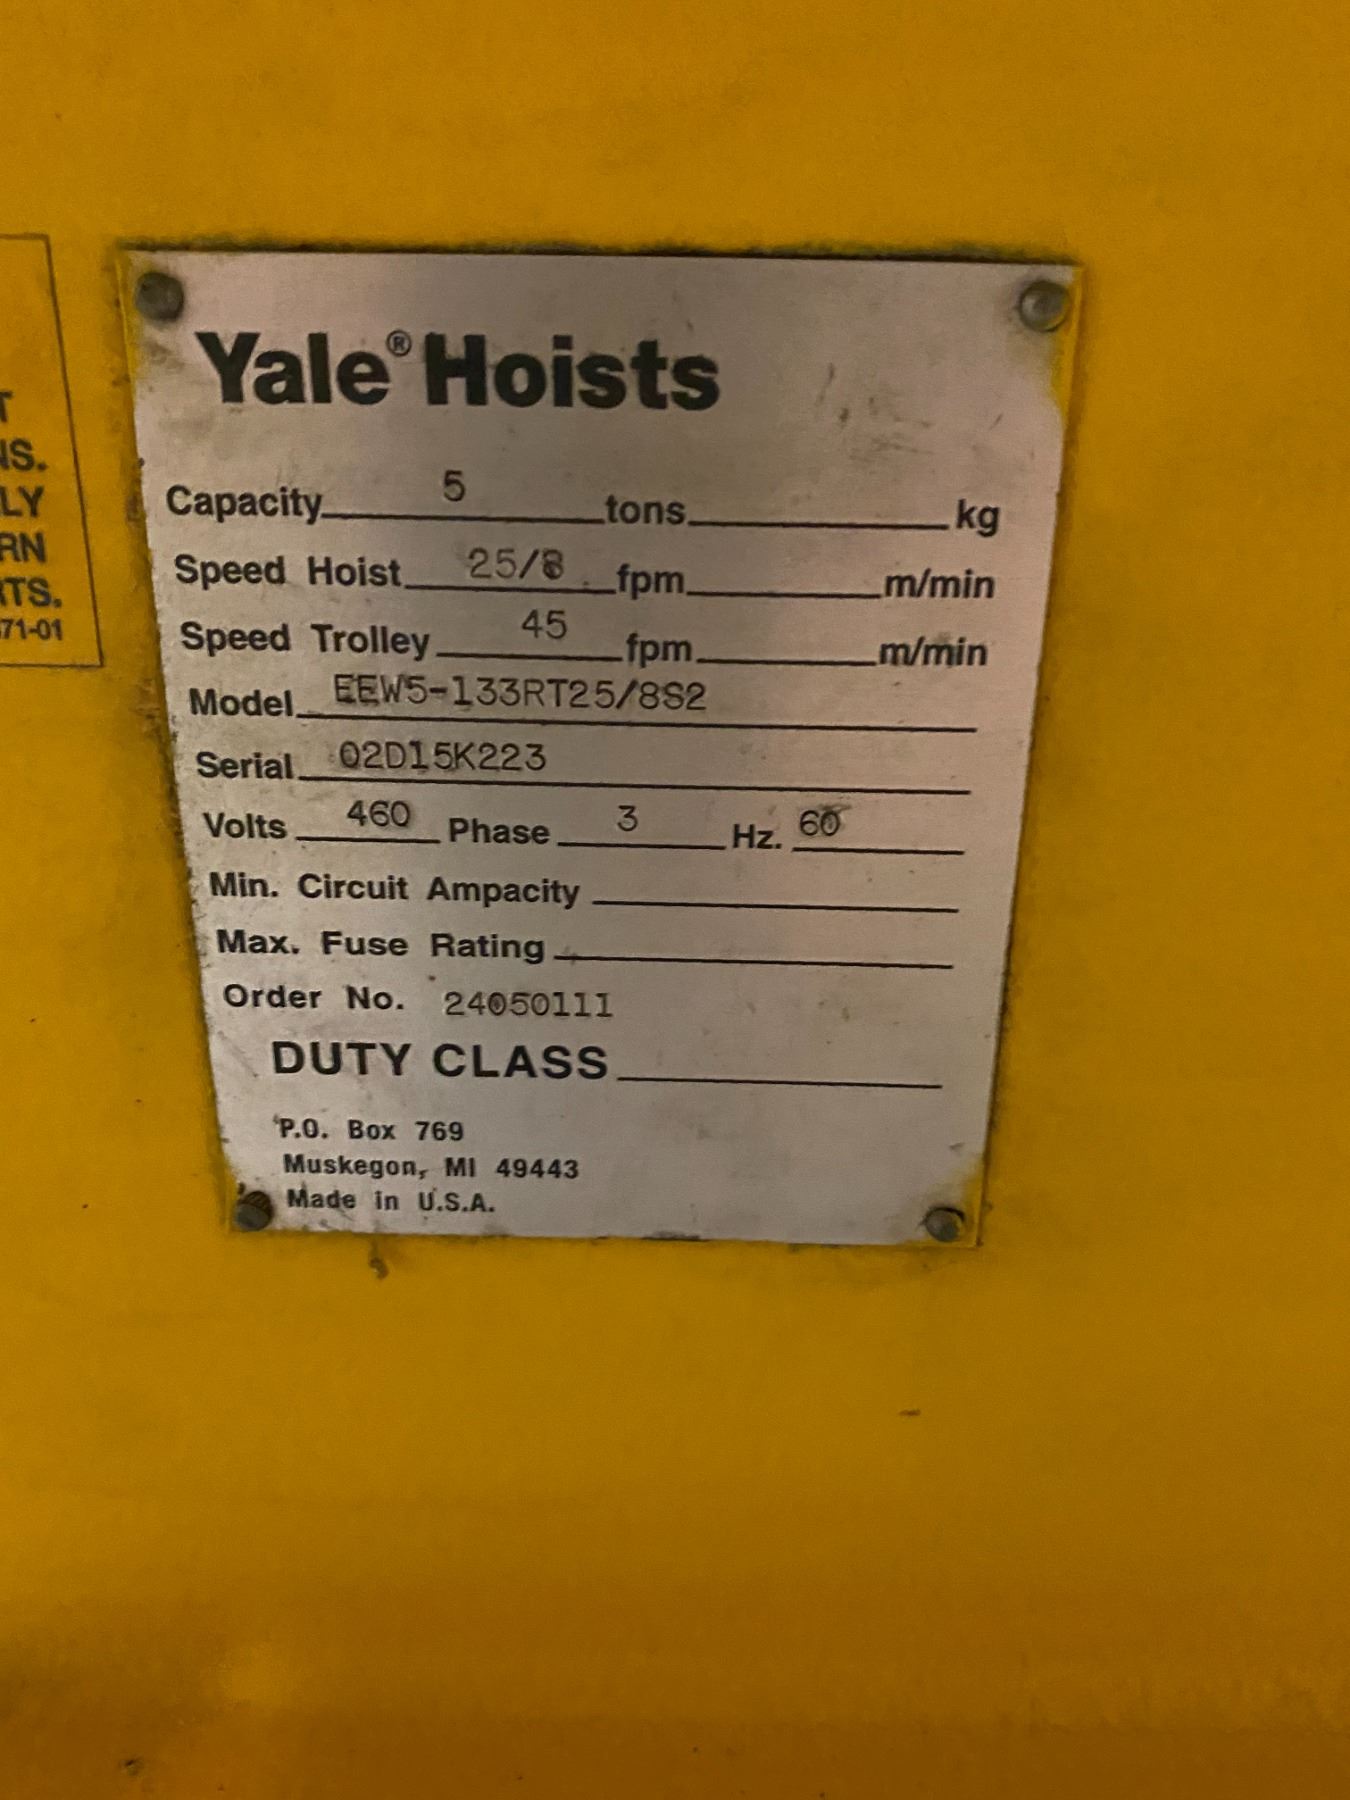 T
NS.
LY
RN
RTS.
71-01
Yale® Hoists
Capacity 5 tons kg
Speed Hoist 25/8 fpm m/min
Speed Trolley 45 fpm m/min
Model EEW5-133RT25/8S2
Serial 02D15K223
Volts 460 Phase 3 Hz. 60
Min. Circuit Ampacity
Max. Fuse Rating
Order No. 24050111
DUTY CLASS
P.O. Box 769
Muskegon, MI 49443
Made in U.S.A.